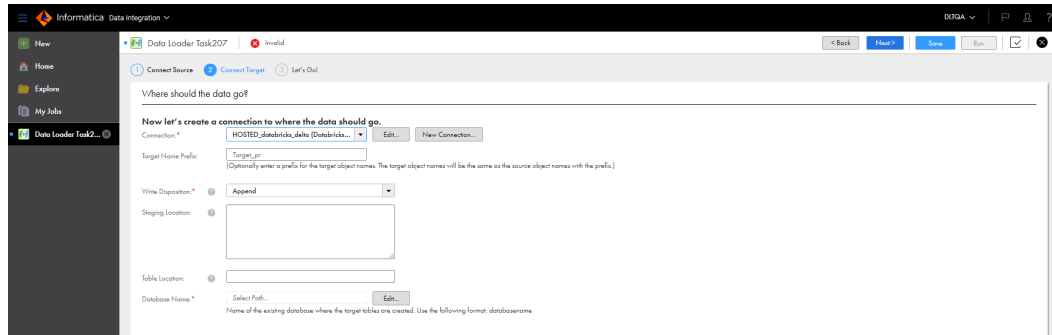 Informatica Data Integration
DLTQA
?
New
Data Loader Task207
Invalid
< Back
Next >
Save
Run
Home
1 Connect Source 2 Connect Target 3 Let's Go!
Explore
Where should the data go?
My Jobs
Now let's create a connection to where the data should go.
Data Loader Task2...
Connection:* HOSTED_databricks_delta (Databricks... Edit... New Connection...
Target Name Prefix: Target_pr
(Optionally enter a prefix for the target object names. The target object names will be the same as the source object names with the prefix.)
Write Disposition:* ? Append
Staging Location: ?
Table Location: ?
Database Name:* Select Path... Edit...
Name of the existing database where the target tables are created. Use the following format: databasename